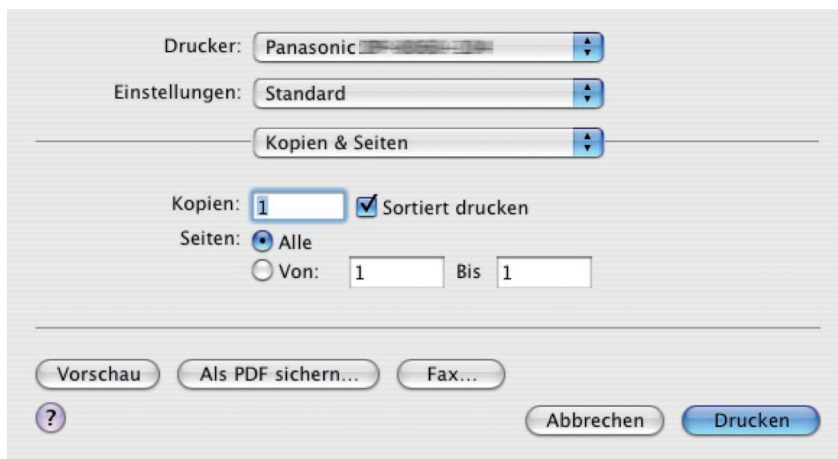 Drucker: Panasonic
Einstellungen: Standard
Kopien & Seiten
Kopien: 1 Sortiert drucken
Seiten: Alle
Von: 1 Bis 1
Vorschau Als PDF sichern... Fax...
? Abbrechen Drucken